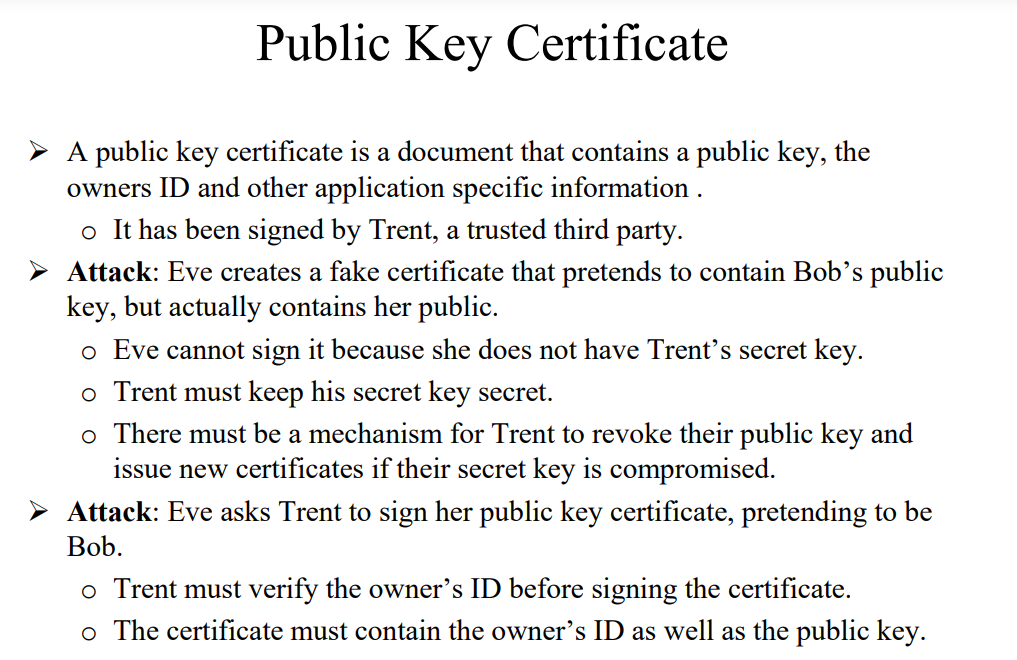 Public Key Certificate
➢ A public key certificate is a document that contains a public key, the
owners ID and other application specific information .
o It has been signed by Trent, a trusted third party.
➢ Attack: Eve creates a fake certificate that pretends to contain Bob’s public
key, but actually contains her public.
o Eve cannot sign it because she does not have Trent’s secret key.
o Trent must keep his secret key secret.
o There must be a mechanism for Trent to revoke their public key and
issue new certificates if their secret key is compromised.
➢ Attack: Eve asks Trent to sign her public key certificate, pretending to be
Bob.
o Trent must verify the owner’s ID before signing the certificate.
o The certificate must contain the owner’s ID as well as the public key.